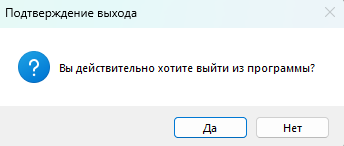 Подтверждение выхода
Вы действительно хотите выйти из программы?
Да
Нет